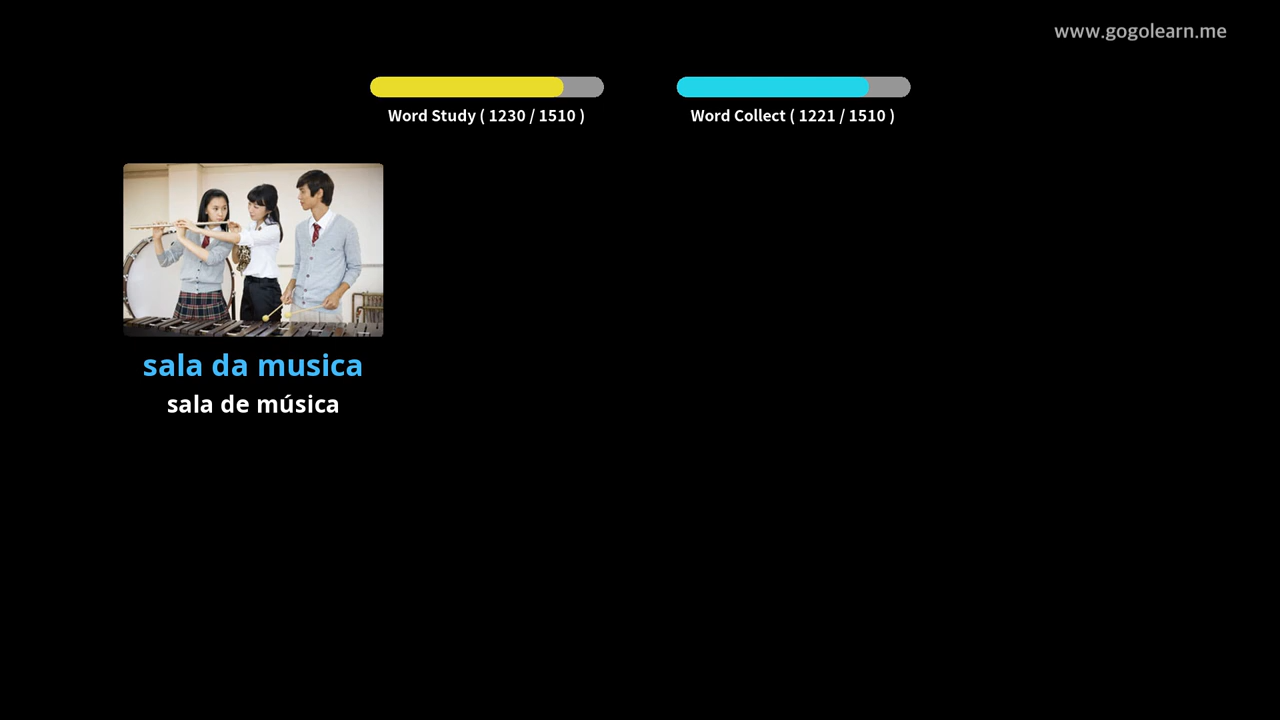 www.gogolearn.me
Word Study ( 1230 / 1510 )
Word Collect ( 1221 / 1510 )
sala da musica
sala de música